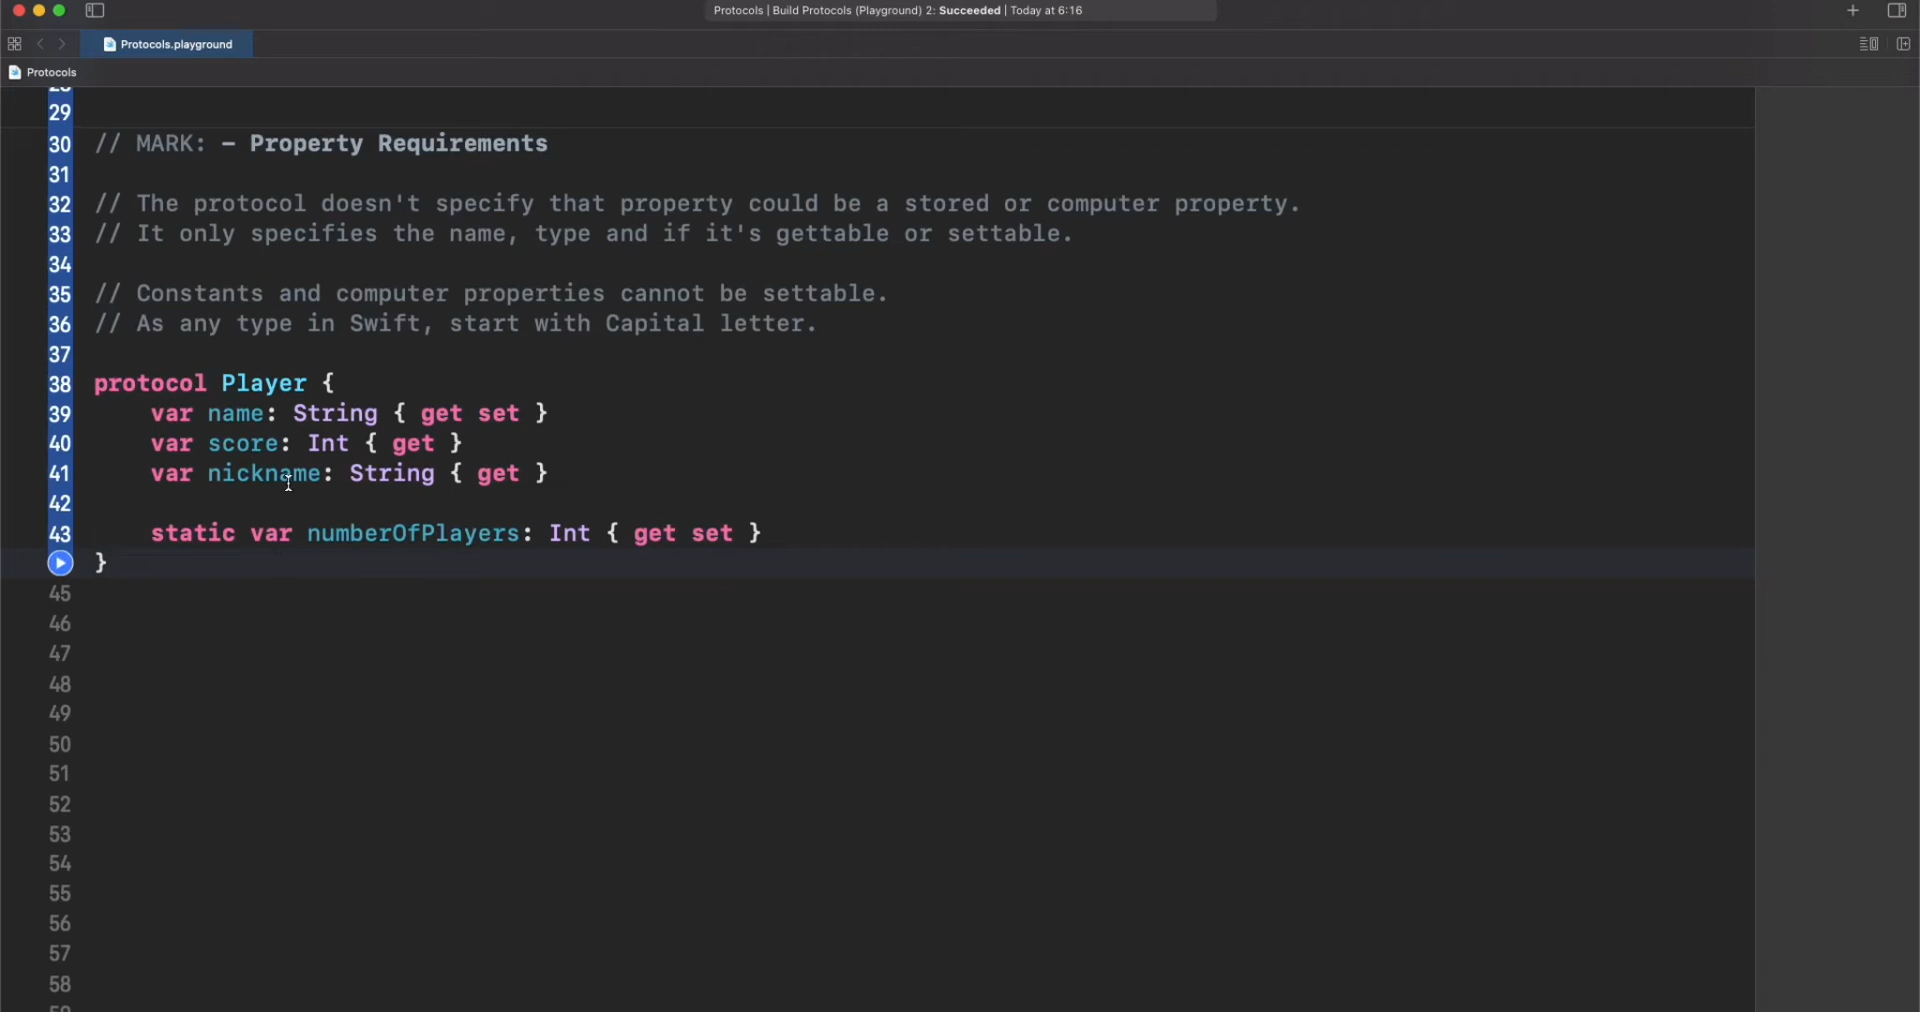 Protocols | Build Protocols (Playground) 2: Succeeded | Today at 6:16
Protocols.playground
Protocols
29
30 // MARK: - Property Requirements
31
32 // The protocol doesn't specify that property could be a stored or computer property.
33 // It only specifies the name, type and if it's gettable or settable.
34
35 // Constants and computer properties cannot be settable.
36 // As any type in Swift, start with Capital letter.
37
38 protocol Player {
39 var name: String { get set }
40 var score: Int { get }
41 var nickname: String { get }
42
43 static var numberOfPlayers: Int { get set }
}
45
46
47
48
49
50
51
52
53
54
55
56
57
58